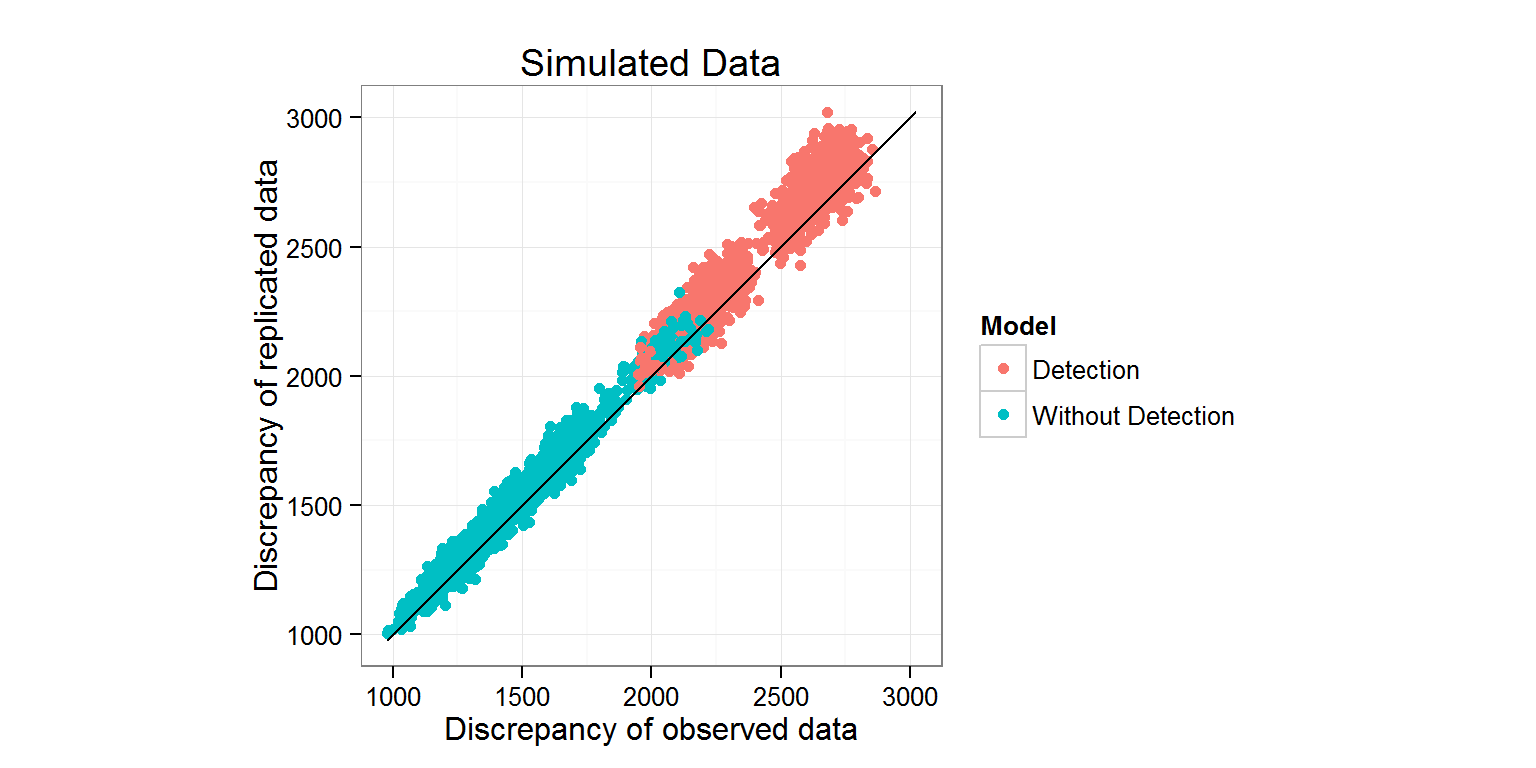 Simulated Data
Discrepancy of replicated data
3000
2500
2000
1500
1000
1000 1500 2000 2500 3000
Discrepancy of observed data
Model
Detection
Without Detection